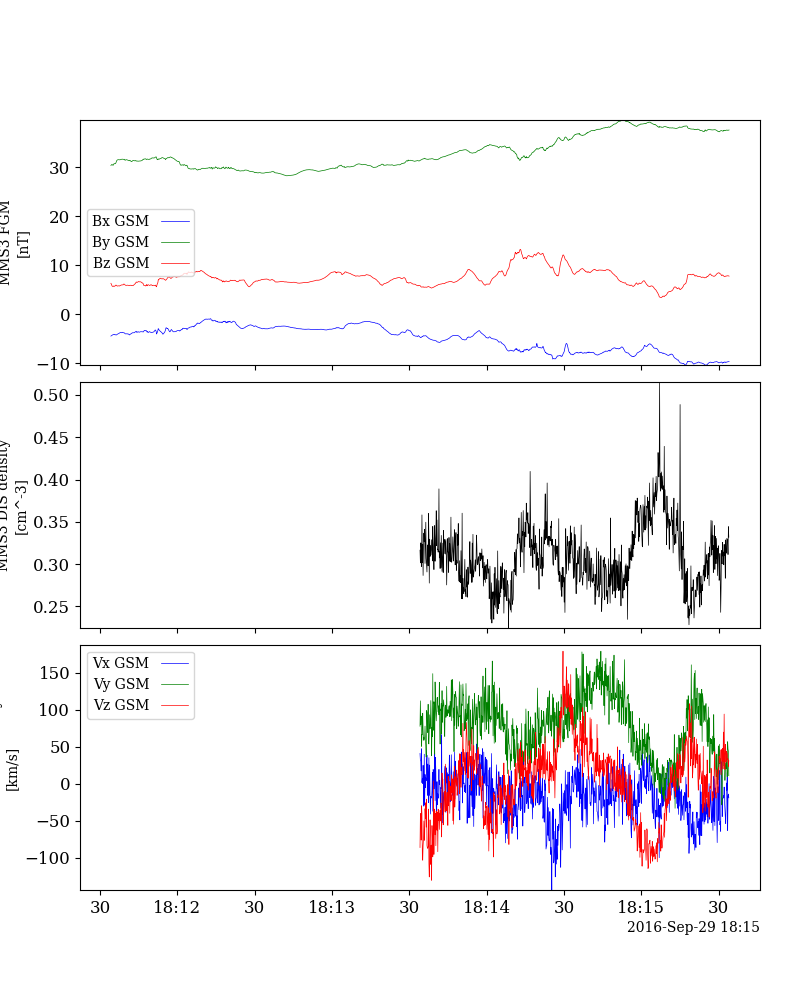 30
20
10
0
−10
MMS3 FGM
[nT]
Bx GSM
By GSM
Bz GSM
0.50
0.45
0.40
0.35
0.30
0.25
MMS3 DIS density
[cm^-3]
150
100
50
0
−50
−100
[km/s]
Vx GSM
Vy GSM
Vz GSM
30 18:12 30 18:13 30 18:14 30 18:15 30
2016-Sep-29 18:15